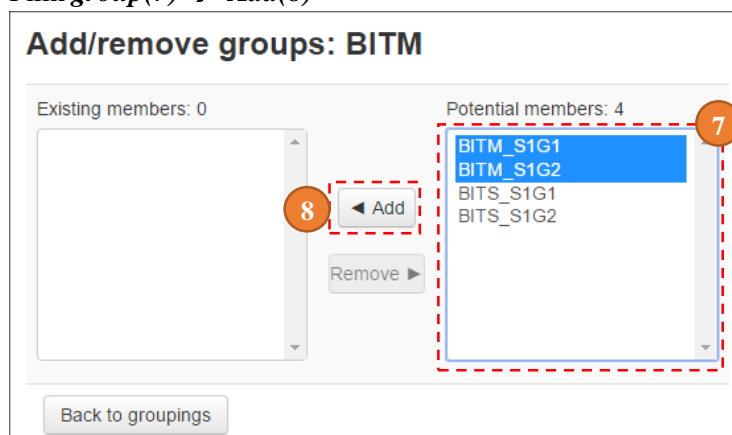 Add/remove groups: BITM
Existing members: 0
Potential members: 4
7
BITM_S1G1
BITM_S1G2
BITS_S1G1
BITS_S1G2
8
◄ Add
Remove ►
Back to groupings